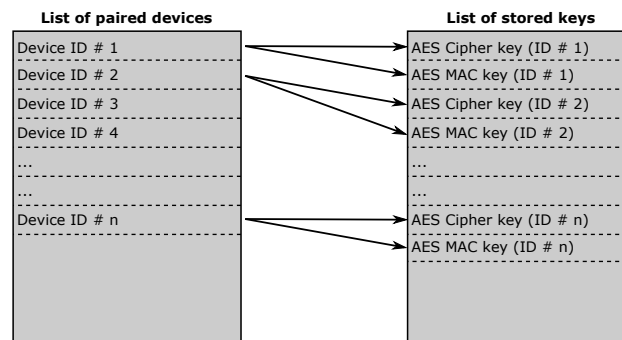 List of paired devices
Device ID # 1
Device ID # 2
Device ID # 3
Device ID # 4
...
...
Device ID # n
List of stored keys
AES Cipher key (ID # 1)
AES MAC key (ID # 1)
AES Cipher key (ID # 2)
AES MAC key (ID # 2)
...
...
AES Cipher key (ID # n)
AES MAC key (ID # n)